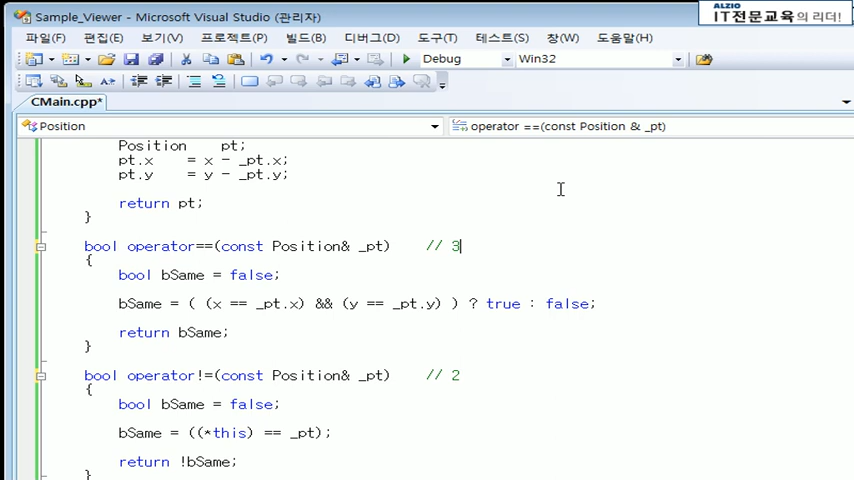 Sample_Viewer - Microsoft Visual Studio (관리자)
ALZIO
IT전문교육의 리더!
파일(F) 편집(E) 보기(V) 프로젝트(P) 빌드(B) 디버그(D) 도구(T) 테스트(S) 창(W) 도움말(H)
Debug Win32
CMain.cpp*
Position operator ==(const Position & _pt)
Position pt;
pt.x = x - _pt.x;
pt.y = y - _pt.y;
return pt;
}
bool operator==(const Position& _pt) // 3
{
bool bSame = false;
bSame = ( (x == _pt.x) && (y == _pt.y) ) ? true : false;
return bSame;
}
bool operator!=(const Position& _pt) // 2
{
bool bSame = false;
bSame = ((*this) == _pt);
return !bSame;
}